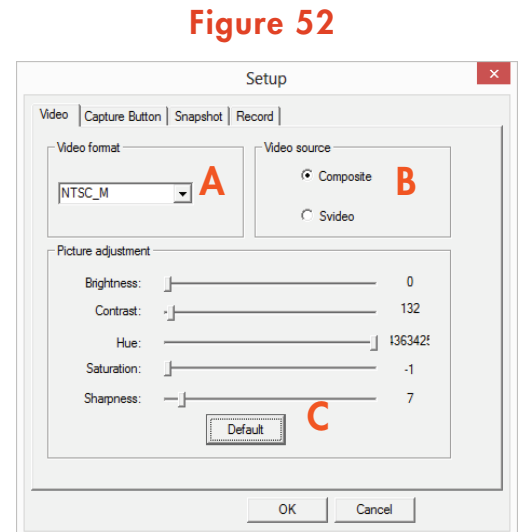 Figure 52
Setup
Video Capture Button Snapshot Record
Video format
NTSC_M
A
Video source
Composite
Svideo
B
Picture adjustment
Brightness: 0
Contrast: 132
Hue:
Saturation: -1
Sharpness: 7
Default
C
OK Cancel